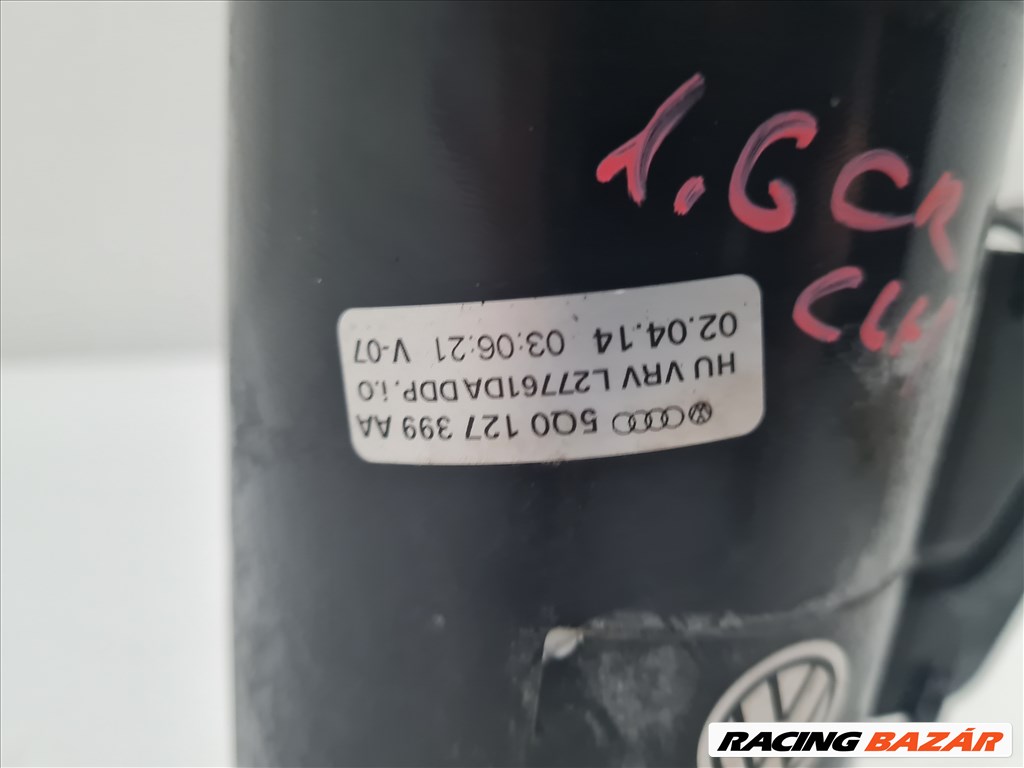 1.6 CR
5Q0 127 399 AA
HU VRV L27761DA DDP. i.O
02.04.14 03:06:21 V-07
RACING BAZÁR